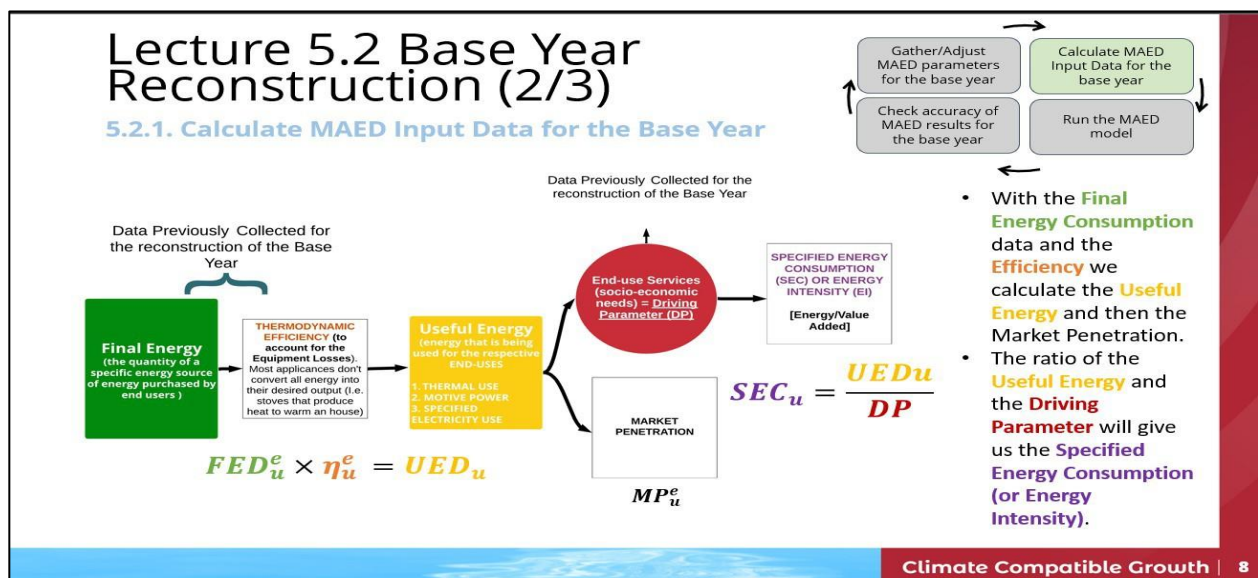 Lecture 5.2 Base Year
Reconstruction (2/3)
5.2.1. Calculate MAED Input Data for the Base Year
Gather/Adjust
MAED parameters
for the base year
Calculate MAED
Input Data for the
base year
Check accuracy of
MAED results for
the base year
Run the MAED
model
Data Previously Collected for
the reconstruction of the Base
Year
Final Energy
(the quantity of a
specific energy source
of energy purchased by
end users )
THERMODYNAMIC
EFFICIENCY (to
account for the
Equipment Losses).
Most applicances don't
convert all energy into
their desired output (I.e.
stoves that produce
heat to warm an house)
Useful Energy
(energy that is being
used for the respective
END-USES
1. THERMAL USE
2. MOTIVE POWER
3. SPECIFIED
ELECTRICITY USE
FED_u^e × η_u^e = UED_u
Data Previously Collected for the
reconstruction of the Base Year
End-use Services
(socio-economic
needs) = Driving
Parameter (DP)
SPECIFIED ENERGY
CONSUMPTION
(SEC) OR ENERGY
INTENSITY (EI)
[Energy/Value
Added]
MARKET
PENETRATION
MP_u^e
SEC_u = UEDu / DP
• With the Final
Energy Consumption
data and the
Efficiency we
calculate the Useful
Energy and then the
Market Penetration.
• The ratio of the
Useful Energy and
the Driving
Parameter will give
us the Specified
Energy Consumption
(or Energy
Intensity).
Climate Compatible Growth | 8